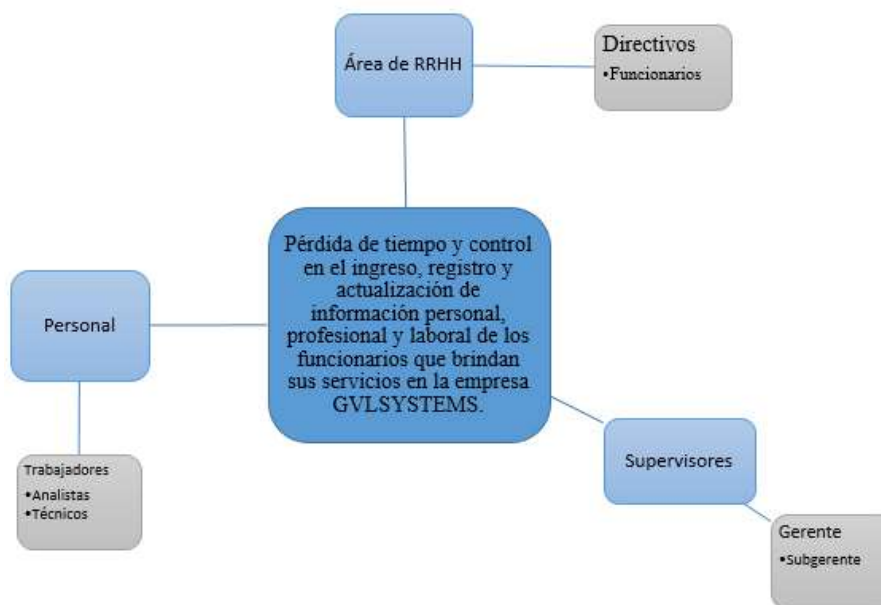 Área de RRHH
Directivos
•Funcionarios
Pérdida de tiempo y control
en el ingreso, registro y
actualización de
información personal,
profesional y laboral de los
funcionarios que brindan
sus servicios en la empresa
GVLSYSTEMS.
Personal
Trabajadores
•Analistas
•Técnicos
Supervisores
Gerente
•Subgerente